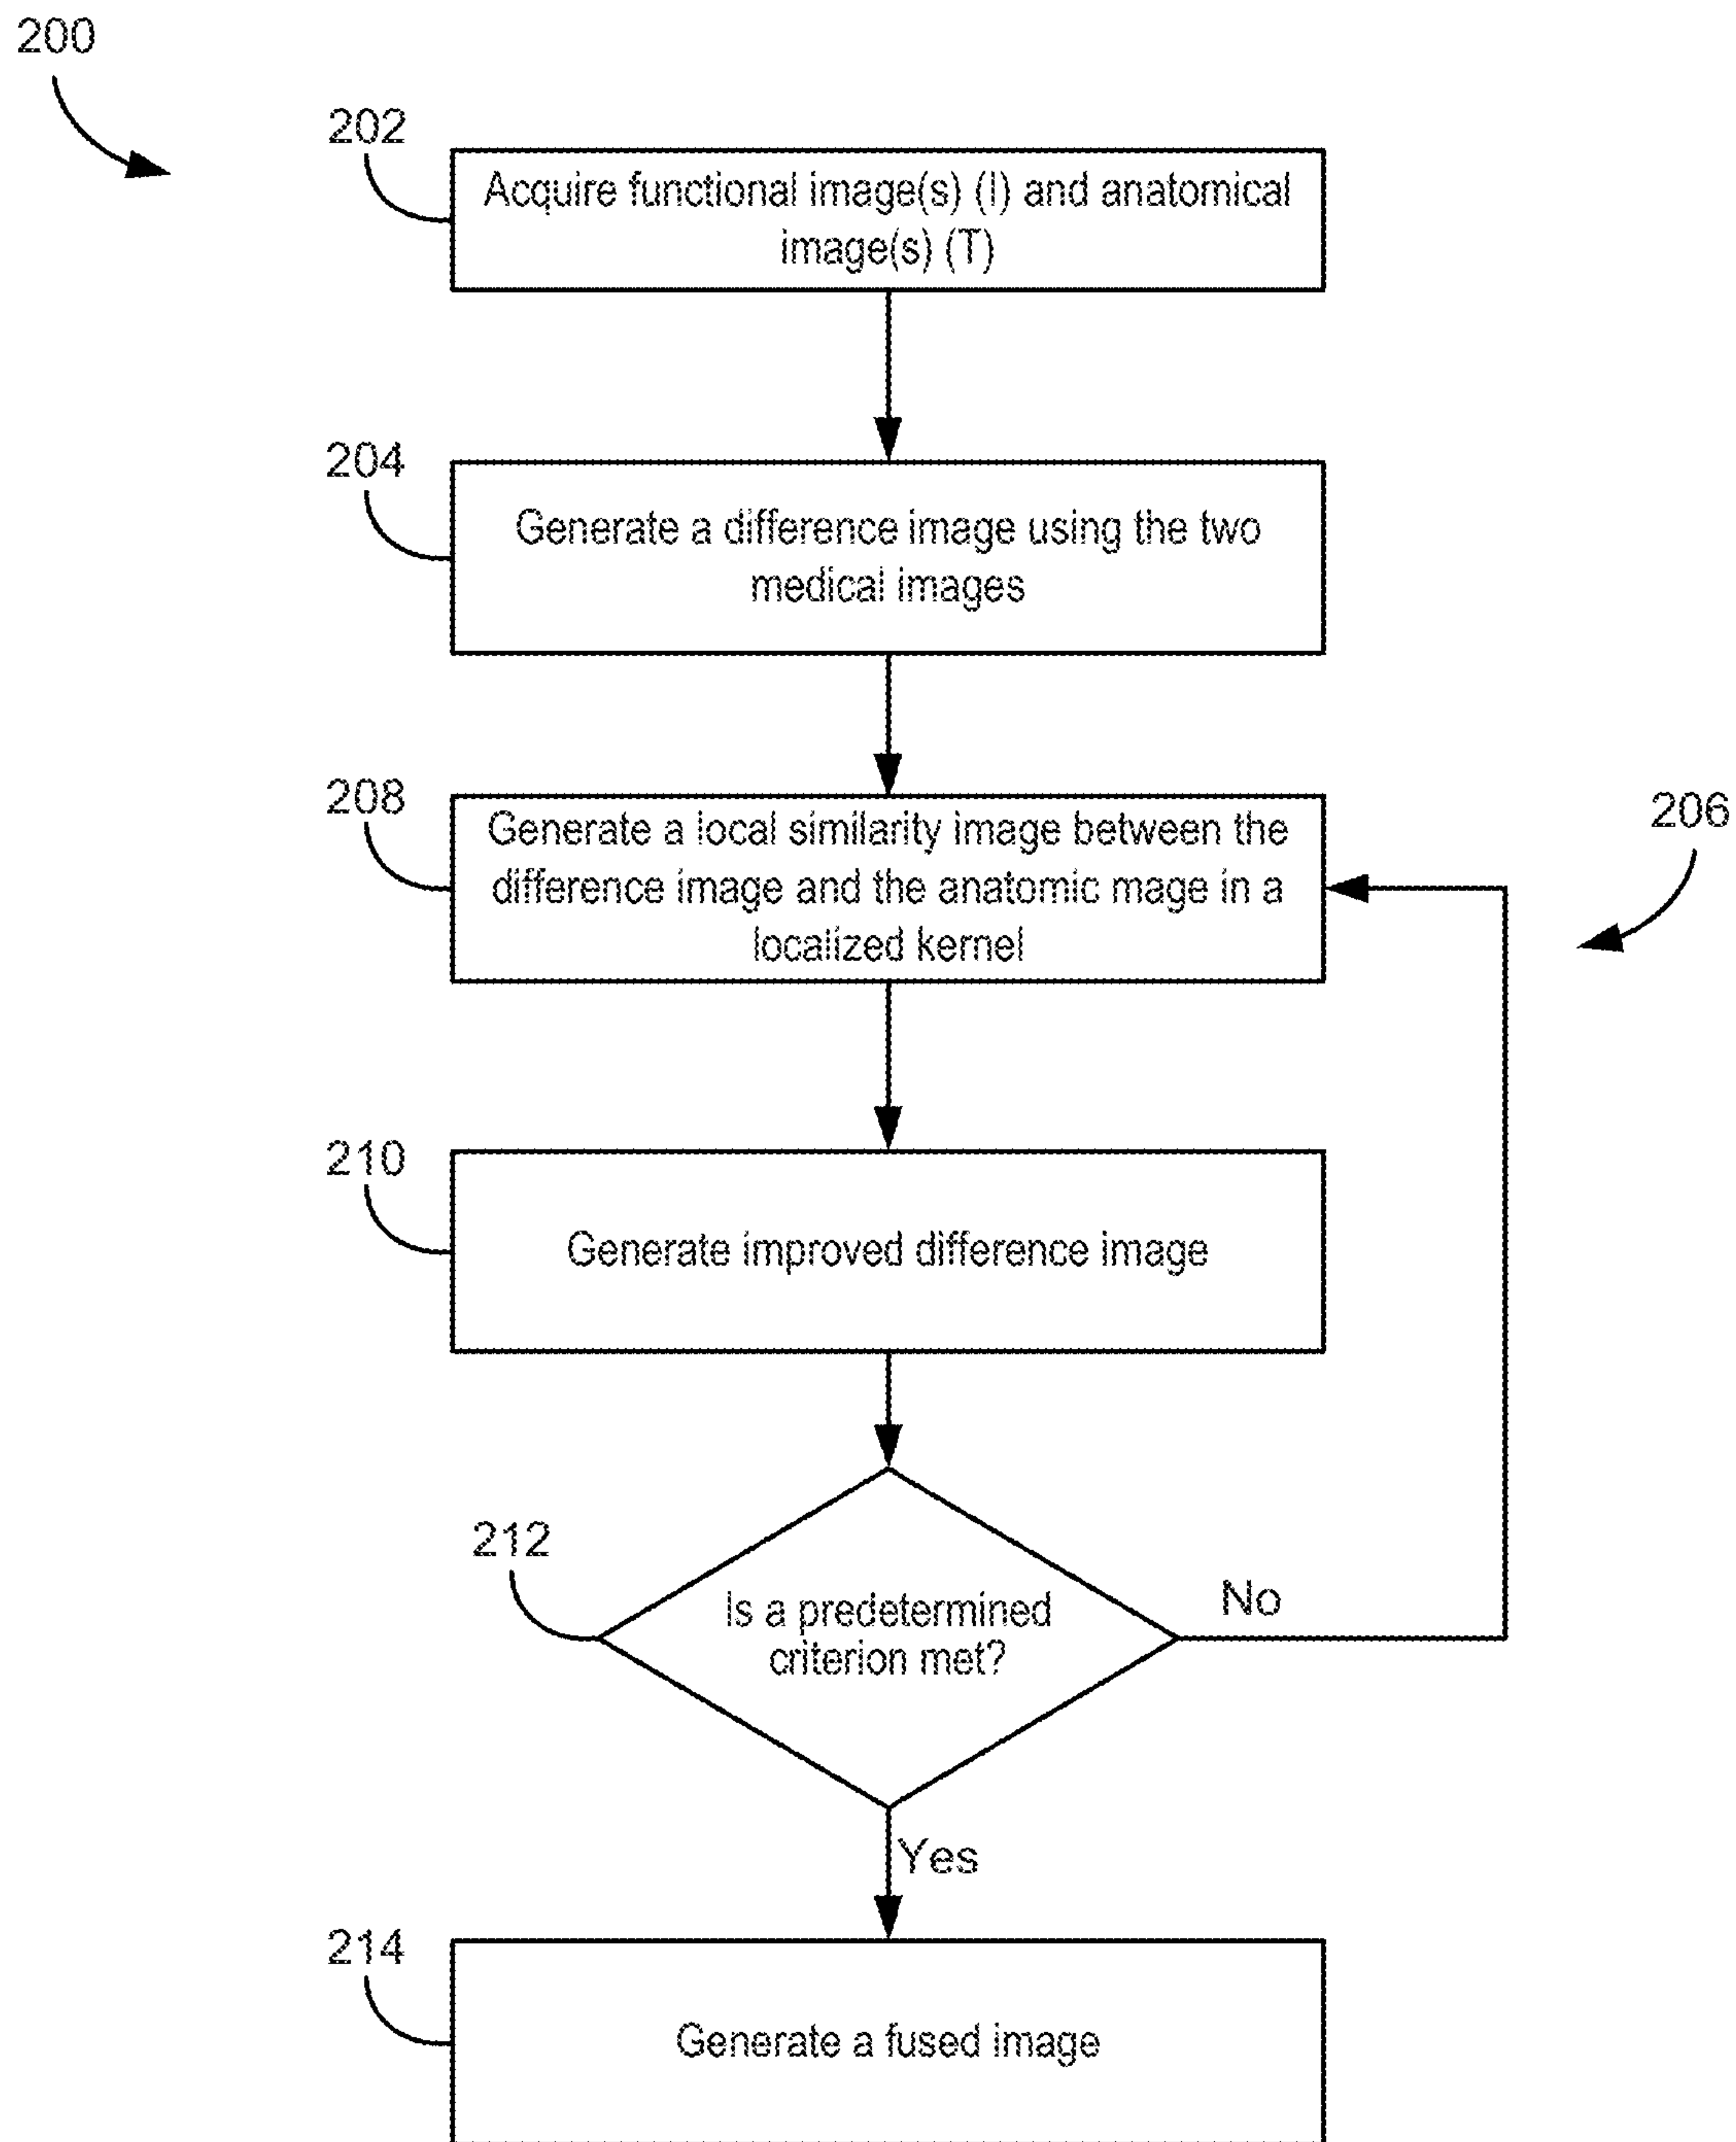 200
202
Acquire functional image(s) (I) and anatomical
image(s) (T)
204
Generate a difference image using the two
medical images
208
Generate a local similarity image between the
difference image and the anatomic mage in a
localized kernel
206
210
Generate improved difference image
212
Is a predetermined
criterion met?
No
Yes
214
Generate a fused image